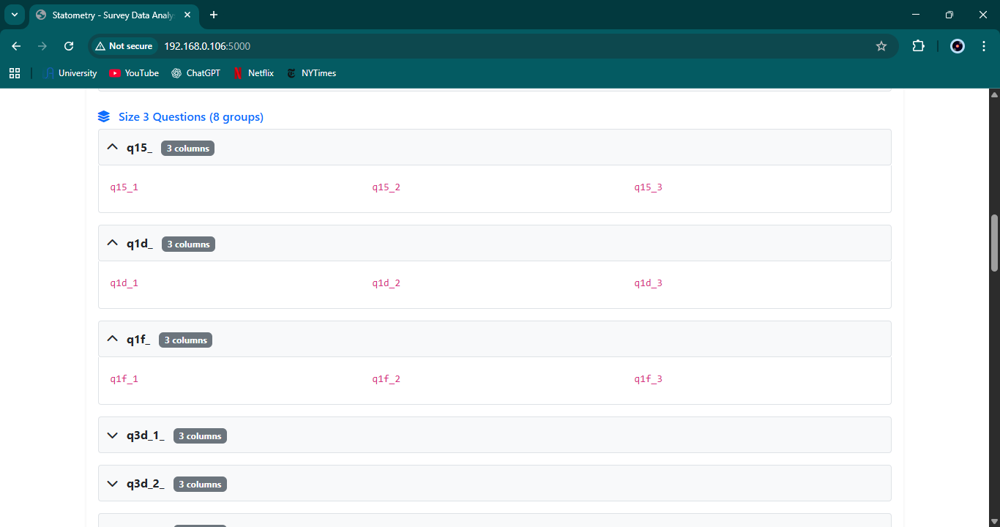 Statometry - Survey Data Analy
Not secure 192.168.0.106:5000
University YouTube ChatGPT Netflix NYTimes
Size 3 Questions (8 groups)
q15_ 3 columns
q15_1 q15_2 q15_3
q1d_ 3 columns
q1d_1 q1d_2 q1d_3
q1f_ 3 columns
q1f_1 q1f_2 q1f_3
q3d_1_ 3 columns
q3d_2_ 3 columns